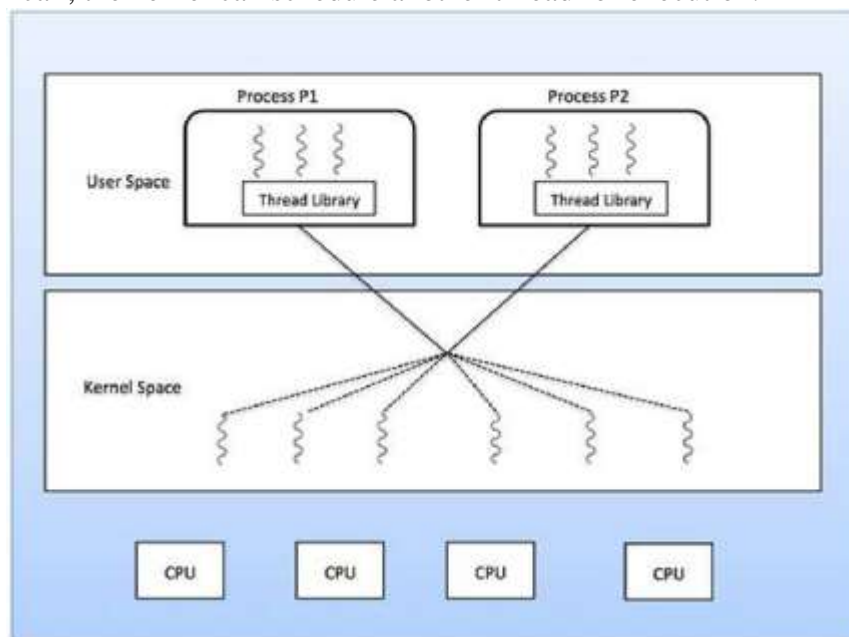 Process P1 Process P2
User Space
Thread Library Thread Library
Kernel Space
CPU CPU CPU CPU